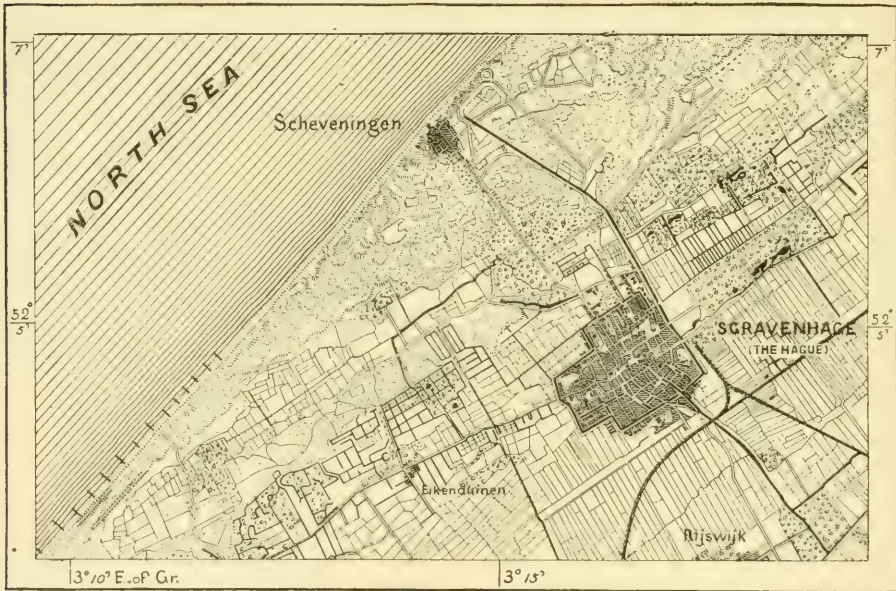 7'
7'
NORTH SEA
Scheveningen
52°
5'
52°
5'
SGRAVENHAGE
(THE HAGUE)
Eikenduinen
Rijswijk
3° 10' E. of Gr.
3° 15'